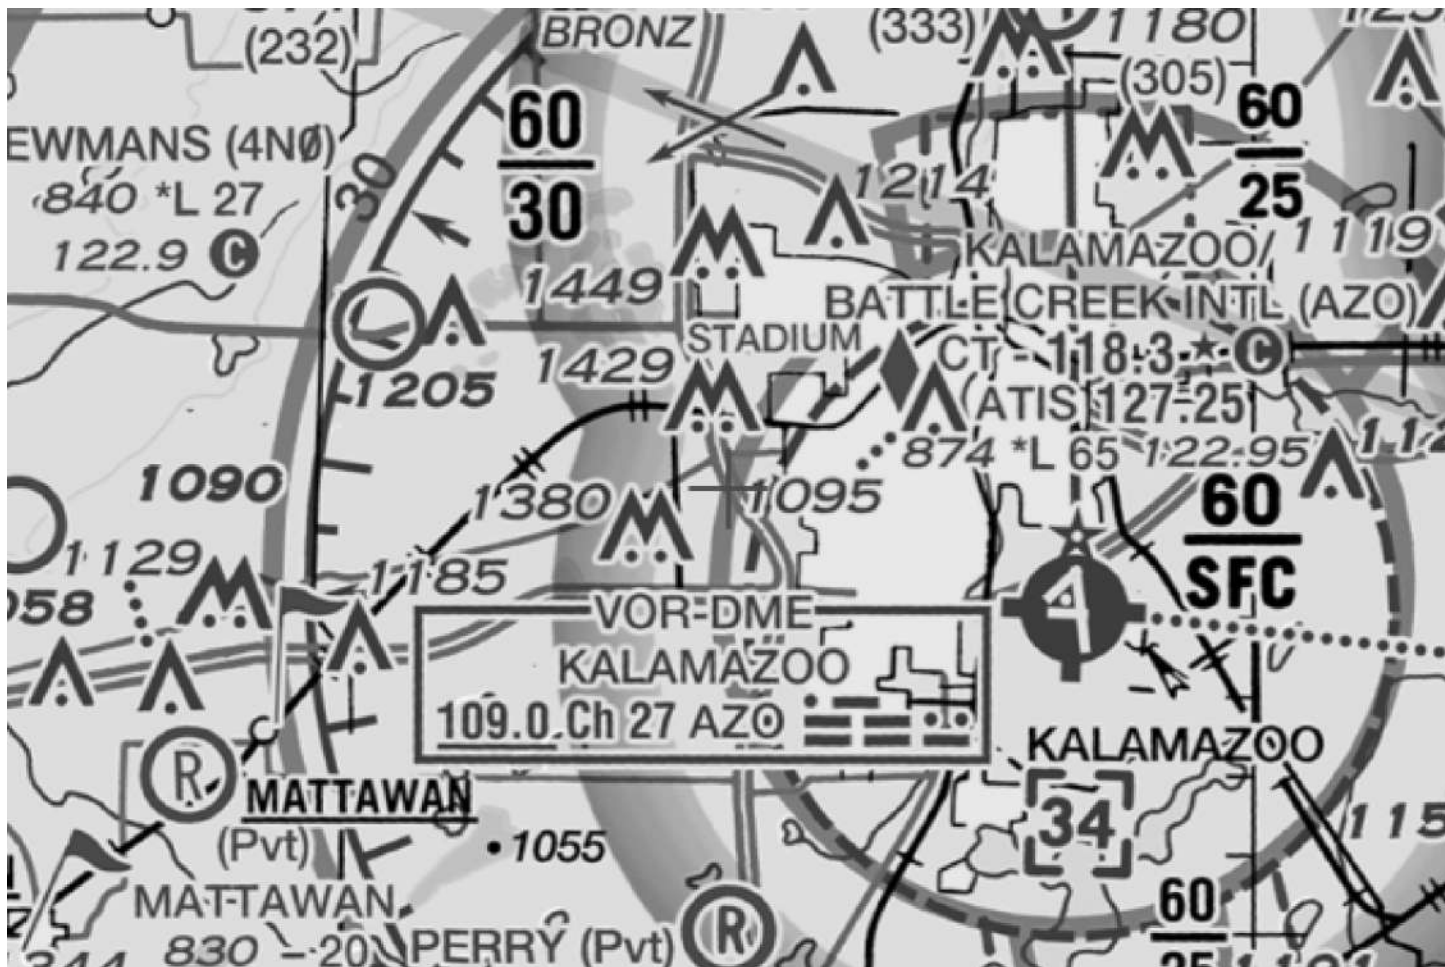 BRONZ
(333)
1180
(232)
(305)
60
30
60
25
EWMANS (4N0)
840 *L 27
122.9 C
30
1214
1449
KALAMAZOO/
1119
BATTLE CREEK INTL (AZO)
STADIUM
CT - 118.3 ★ C
1429
1205
ATIS 127.25
874 *L 65 122.95
1090
1380
1095
60
SFC
1129
1185
058
VOR-DME
KALAMAZOO
109.0 Ch 27 AZO
KALAMAZOO
R
MATTAWAN
(Pvt)
34
1055
MATTAWAN
830 - 20
PERRY (Pvt)
R
60
25